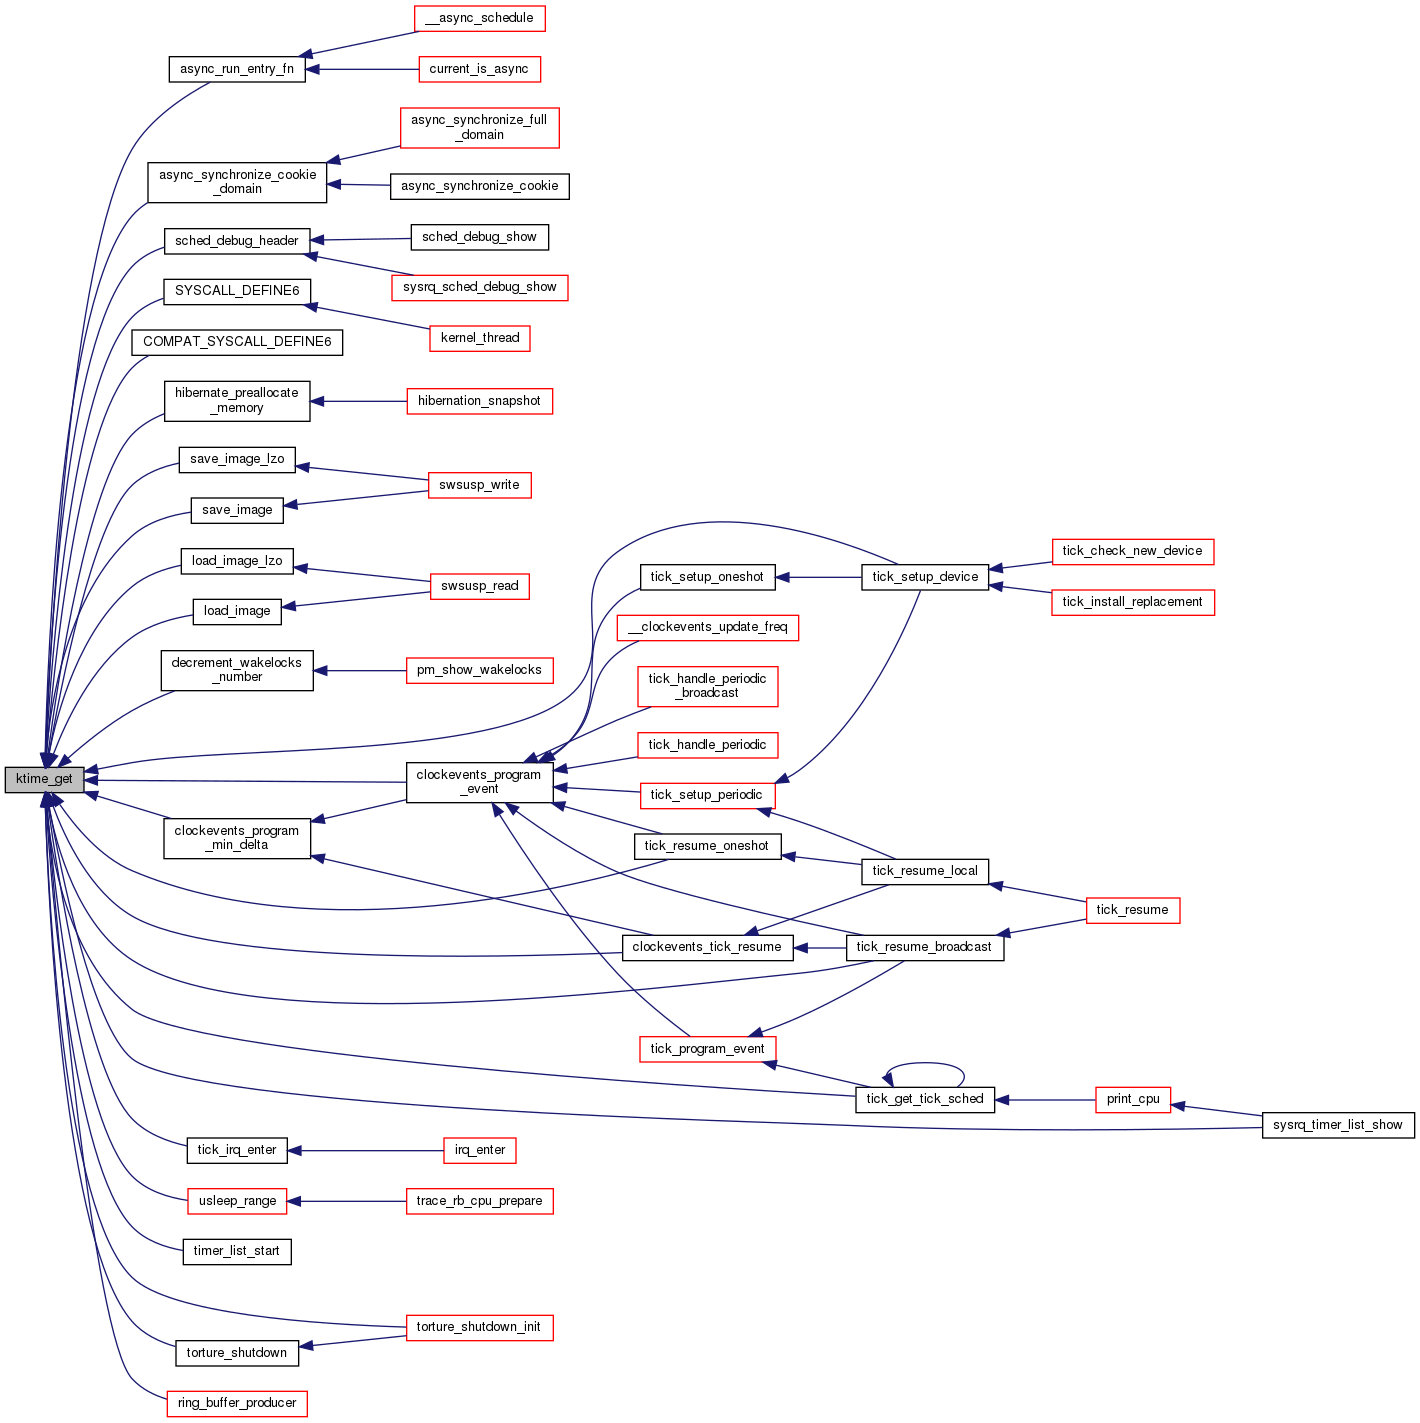 __async_schedule
async_run_entry_fn
current_is_async
async_synchronize_full
_domain
async_synchronize_cookie
_domain
async_synchronize_cookie
sched_debug_header
sched_debug_show
sysrq_sched_debug_show
SYSCALL_DEFINE6
kernel_thread
COMPAT_SYSCALL_DEFINE6
hibernate_preallocate
_memory
hibernation_snapshot
save_image_lzo
swsusp_write
save_image
load_image_lzo
swsusp_read
load_image
decrement_wakelocks
_number
pm_show_wakelocks
tick_setup_oneshot
tick_setup_device
tick_check_new_device
tick_install_replacement
__clockevents_update_freq
tick_handle_periodic
_broadcast
tick_handle_periodic
ktime_get
clockevents_program
_event
tick_setup_periodic
clockevents_program
_min_delta
tick_resume_oneshot
tick_resume_local
tick_resume
clockevents_tick_resume
tick_resume_broadcast
tick_program_event
tick_get_tick_sched
print_cpu
sysrq_timer_list_show
tick_irq_enter
irq_enter
usleep_range
trace_rb_cpu_prepare
timer_list_start
torture_shutdown_init
torture_shutdown
ring_buffer_producer